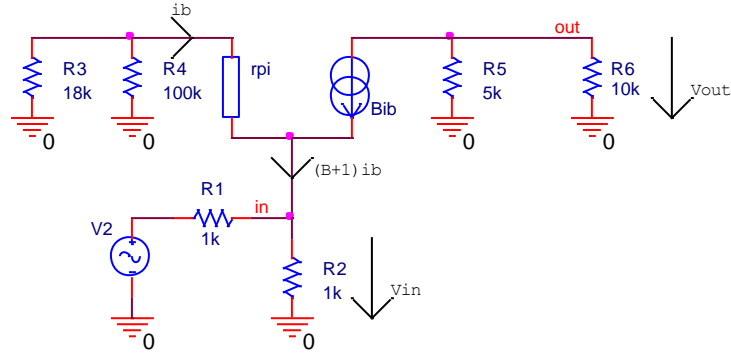 ib
out
R3
18k
R4
100k
rpi
Bib
R5
5k
R6
10k
Vout
0
0
0
0
(B+1)ib
R1
1k
in
V2
R2
1k
Vin
0
0